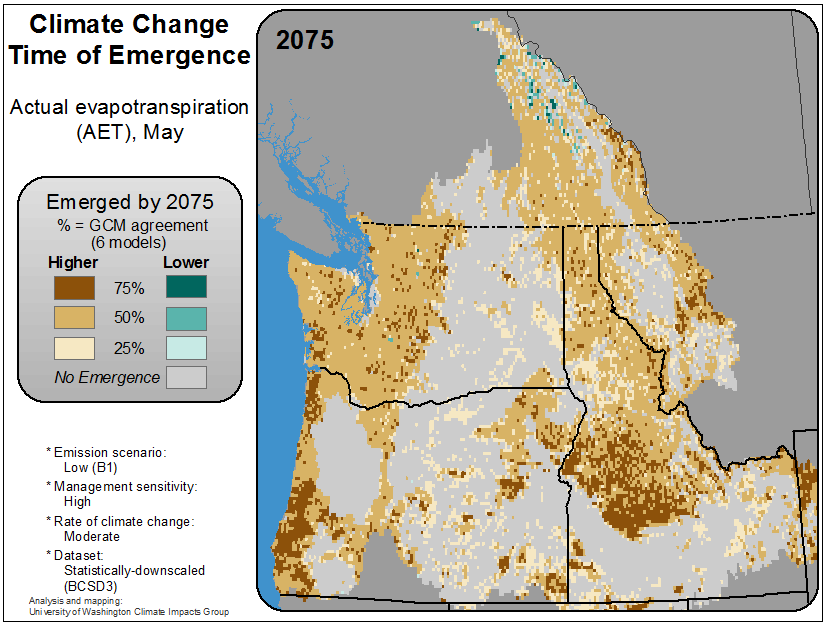 Climate Change
Time of Emergence
Actual evapotranspiration
(AET), May
2075
Emerged by 2075
% = GCM agreement
(6 models)
Higher Lower
75%
50%
25%
No Emergence
* Emission scenario:
Low (B1)
* Management sensitivity:
High
* Rate of climate change:
Moderate
* Dataset:
Statistically-downscaled
(BCSD3)
Analysis and mapping:
University of Washington Climate Impacts Group